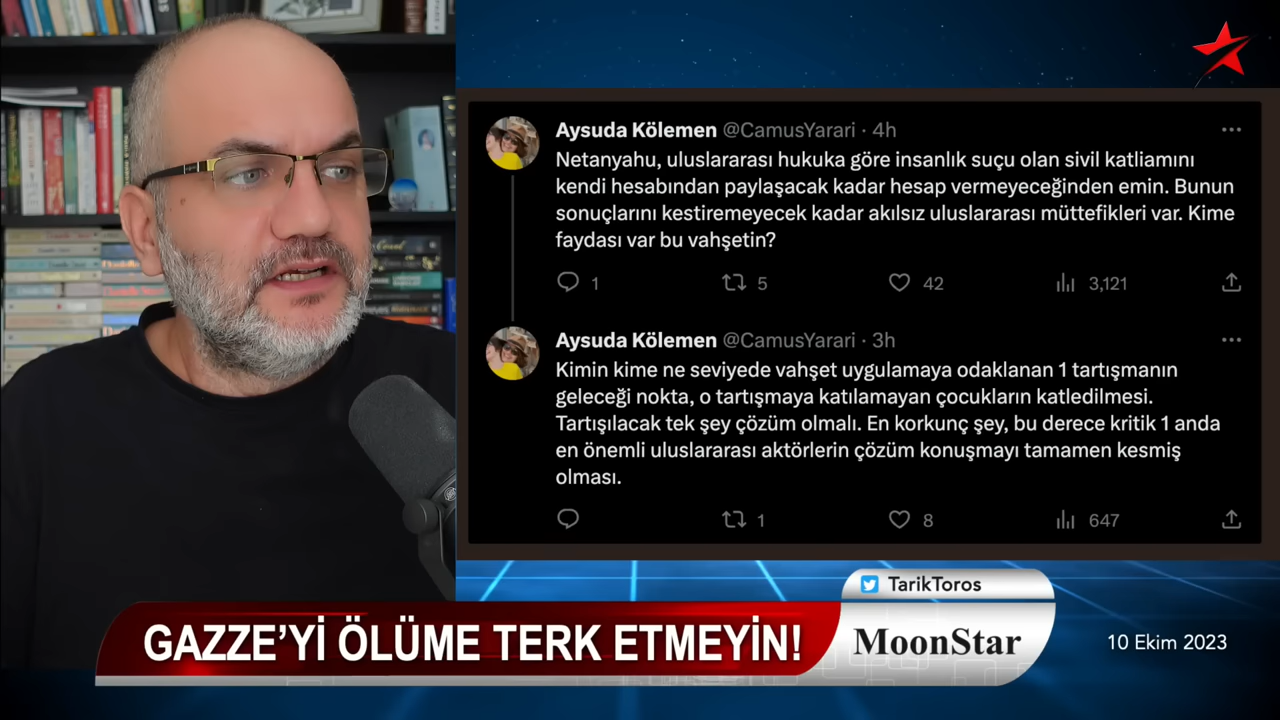 Aysuda Kölemen @CamusYarari · 4h
Netanyahu, uluslararası hukuka göre insanlık suçu olan sivil katliamını
kendi hesabından paylaşacak kadar hesap vermeyeceğinden emin. Bunun
sonuçlarını kestiremeyecek kadar akılsız uluslararası müttefikleri var. Kime
faydası var bu vahşetin?
1 5 42 3,121
Aysuda Kölemen @CamusYarari · 3h
Kimin kime ne seviyede vahşet uygulamaya odaklanan 1 tartışmanın
geleceği nokta, o tartışmaya katılamayan çocukların katledilmesi.
Tartışılacak tek şey çözüm olmalı. En korkunç şey, bu derece kritik 1 anda
en önemli uluslararası aktörlerin çözüm konuşmayı tamamen kesmiş
olması.
1 8 647
TarikToros
GAZZE'Yİ ÖLÜME TERK ETMEYİN!
MoonStar
10 Ekim 2023